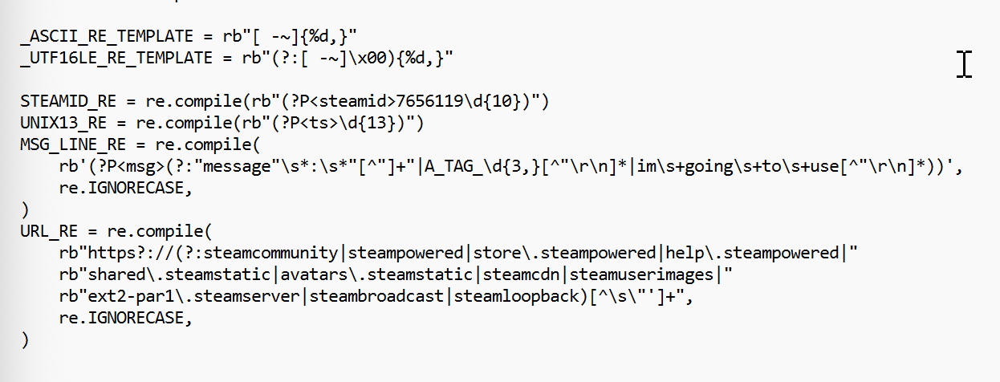 _ASCII_RE_TEMPLATE = rb"[ -~]{%d,}"
_UTF16LE_RE_TEMPLATE = rb"(?:[ -~]\x00){%d,}"
STEAMID_RE = re.compile(rb"(?P<steamid>7656119\d{10})")
UNIX13_RE = re.compile(rb"(?P<ts>\d{13})")
MSG_LINE_RE = re.compile(
    rb'(?P<msg>(?:"message"\s*:\s*"[^"]+"|A_TAG_\d{3,}[^"\r\n]*|im\s+going\s+to\s+use[^"\r\n]*))',
    re.IGNORECASE,
)
URL_RE = re.compile(
    rb"https?://(?:steamcommunity|steampowered|store\.steampowered|help\.steampowered|"
    rb"shared\.steamstatic|avatars\.steamstatic|steamcdn|steamuserimages|"
    rb"ext2-par1\.steamserver|steambroadcast|steamloopback)[^\s\"']+",
    re.IGNORECASE,
)